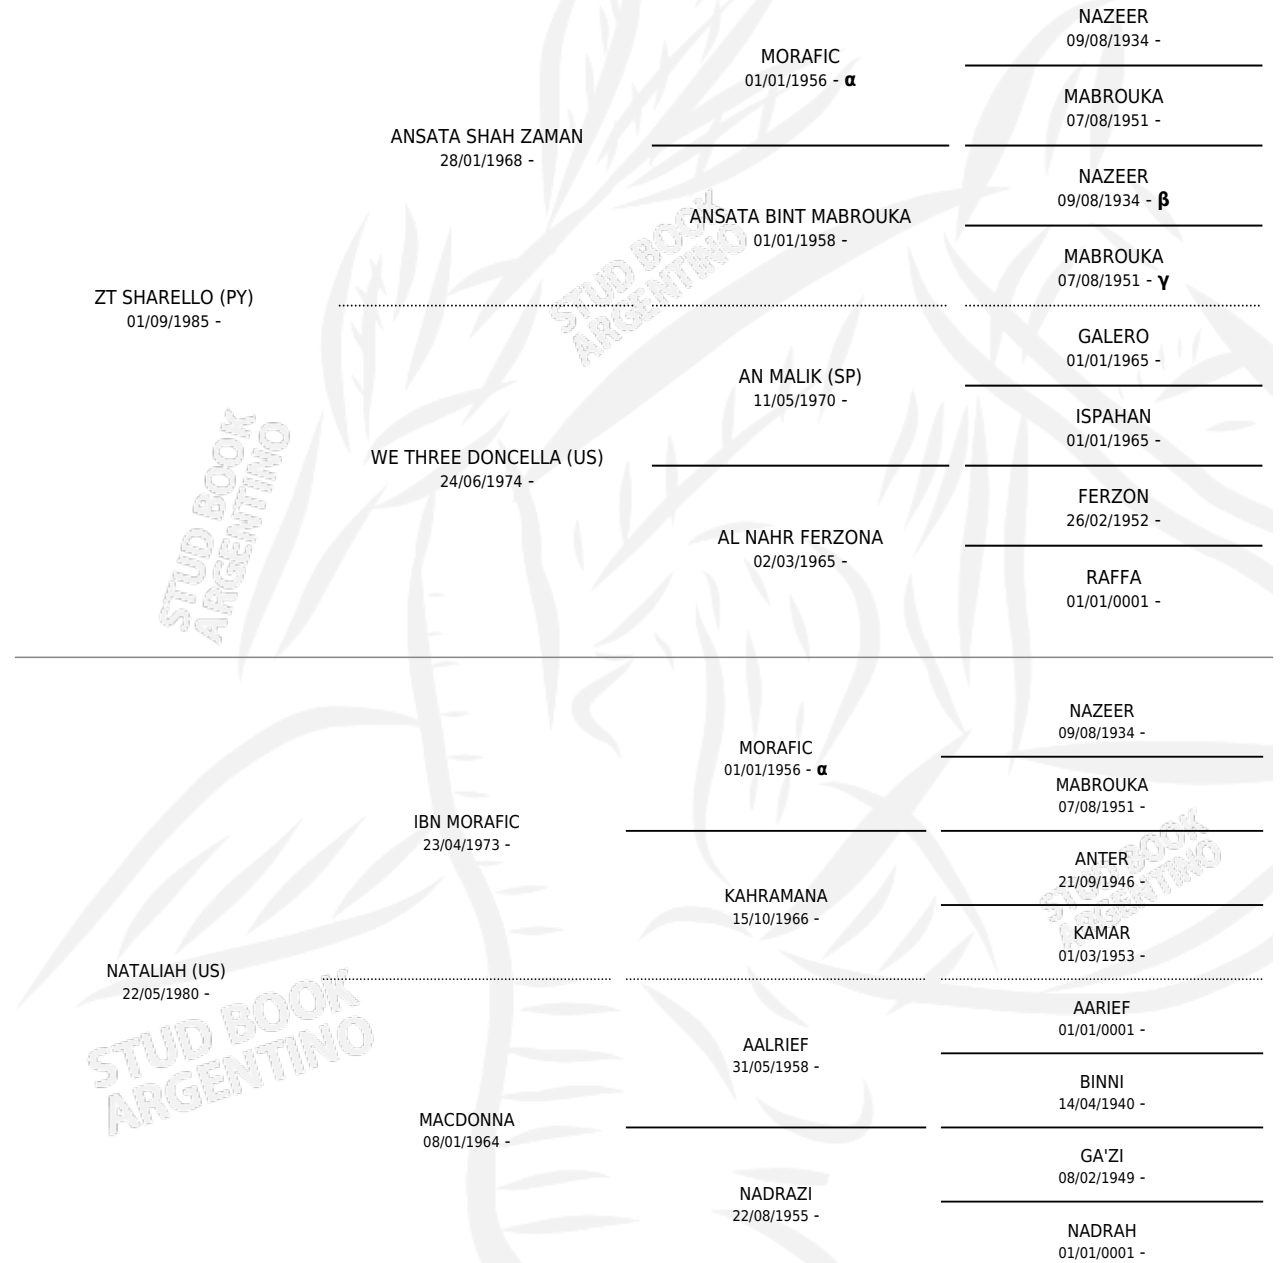 NAZEER
09/08/1934 -
MORAFIC
01/01/1956 - α
MABROUKA
07/08/1951 -
ANSATA SHAH ZAMAN
28/01/1968 -
NAZEER
09/08/1934 - β
ANSATA BINT MABROUKA
01/01/1958 -
MABROUKA
07/08/1951 - γ
ZT SHARELLO (PY)
01/09/1985 -
GALERO
01/01/1965 -
AN MALIK (SP)
11/05/1970 -
ISPAHAN
01/01/1965 -
WE THREE DONCELLA (US)
24/06/1974 -
FERZON
26/02/1952 -
AL NAHR FERZONA
02/03/1965 -
RAFFA
01/01/0001 -
NAZEER
09/08/1934 -
MORAFIC
01/01/1956 - α
MABROUKA
07/08/1951 -
IBN MORAFIC
23/04/1973 -
ANTER
21/09/1946 -
KAHRAMANA
15/10/1966 -
KAMAR
01/03/1953 -
NATALIAH (US)
22/05/1980 -
AARIEF
01/01/0001 -
AALRIEF
31/05/1958 -
BINNI
14/04/1940 -
MACDONNA
08/01/1964 -
GA'ZI
08/02/1949 -
NADRAZI
22/08/1955 -
NADRAH
01/01/0001 -
STUD BOOK
ARGENTINO
STUD BOOK
ARGENTINO
STUD BOOK
ARGENTINO
STUD BOOK
ARGENTINO